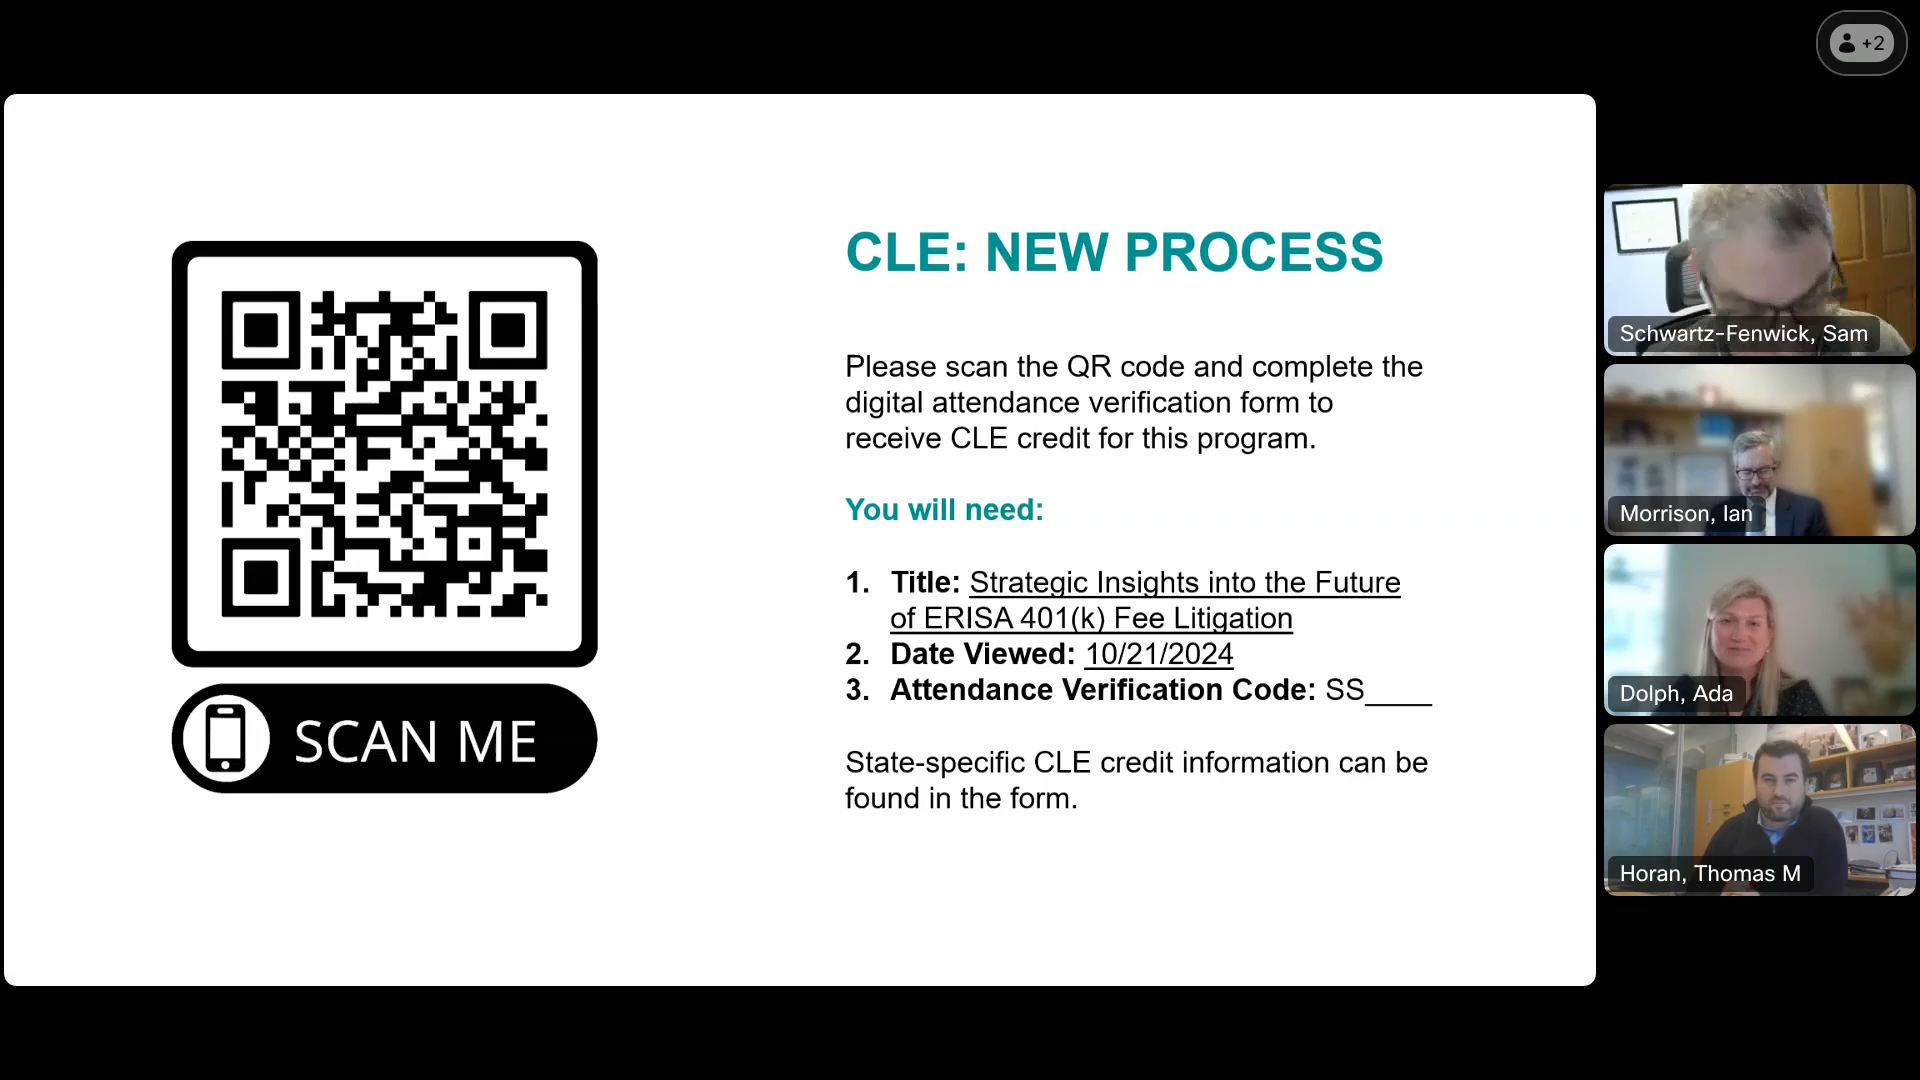 +2
CLE: NEW PROCESS
Please scan the QR code and complete the
digital attendance verification form to
receive CLE credit for this program.
You will need:
1. Title: Strategic Insights into the Future
of ERISA 401(k) Fee Litigation
2. Date Viewed: 10/21/2024
3. Attendance Verification Code: SS____
State-specific CLE credit information can be
found in the form.
SCAN ME
Schwartz-Fenwick, Sam
Morrison, Ian
Dolph, Ada
Horan, Thomas M